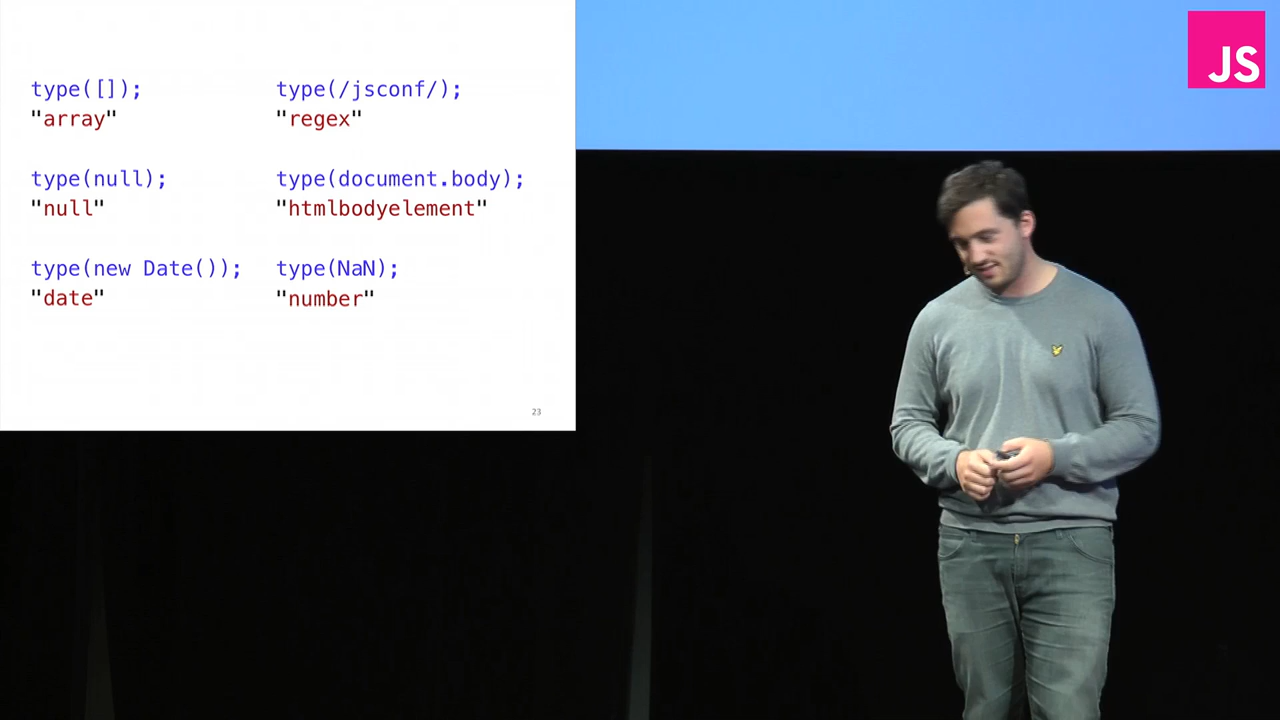 type([]);
"array"
type(null);
"null"
type(new Date());
"date"
type(/jsconf/);
"regex"
type(document.body);
"htmlbodyelement"
type(NaN);
"number"
23
JS